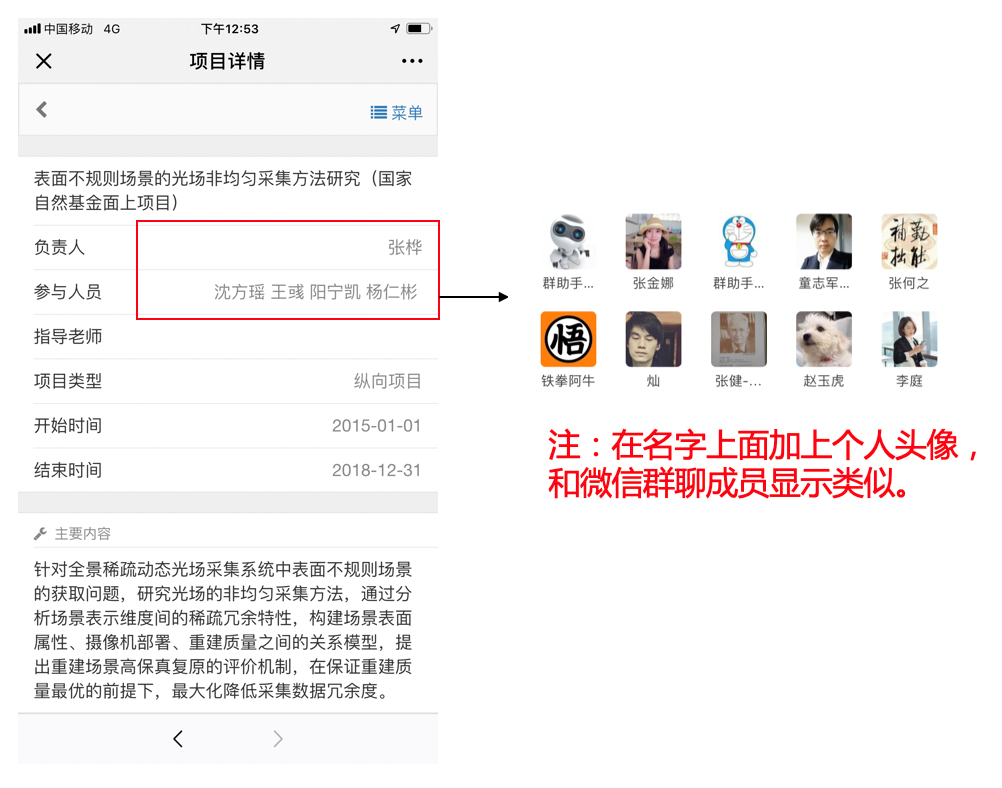 中国移动 4G 下午12:53
项目详情
菜单
表面不规则场景的光场非均匀采集方法研究（国家
自然基金面上项目）
负责人 张桦
参与人员 沈方瑶 王彧 阳宁凯 杨仁彬
指导老师
项目类型 纵向项目
开始时间 2015-01-01
结束时间 2018-12-31
主要内容
针对全景稀疏动态光场采集系统中表面不规则场景
的获取问题，研究光场的非均匀采集方法，通过分
析场景表示维度间的稀疏冗余特性，构建场景表面
属性、摄像机部署、重建质量之间的关系模型，提
出重建场景高保真复原的评价机制，在保证重建质
量最优的前提下，最大化降低采集数据冗余度。
补勤
拙能
群助手... 张金娜 群助手... 童志军... 张何之
悟
铁拳阿牛 灿 张健-... 赵玉虎 李庭
注：在名字上面加上个人头像，
和微信群聊成员显示类似。